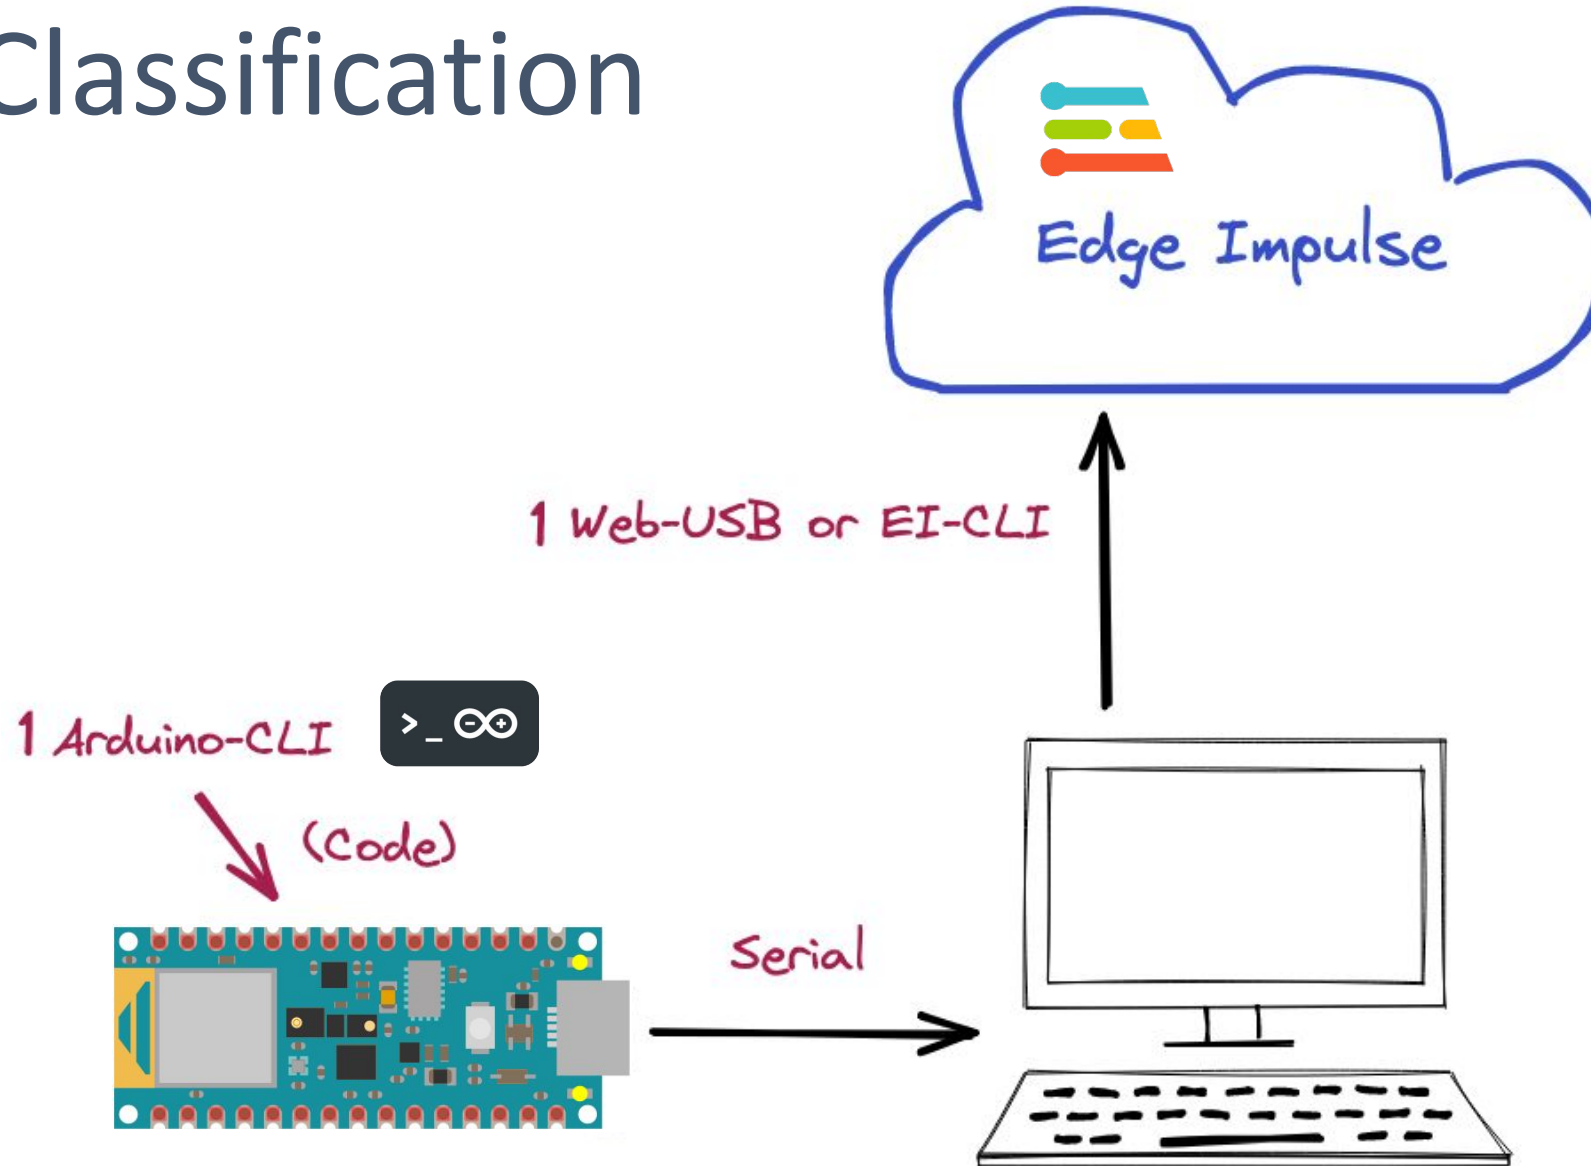 Classification
Edge Impulse
1 Web-USB or EI-CLI
1 Arduino-CLI
>_
(Code)
Serial